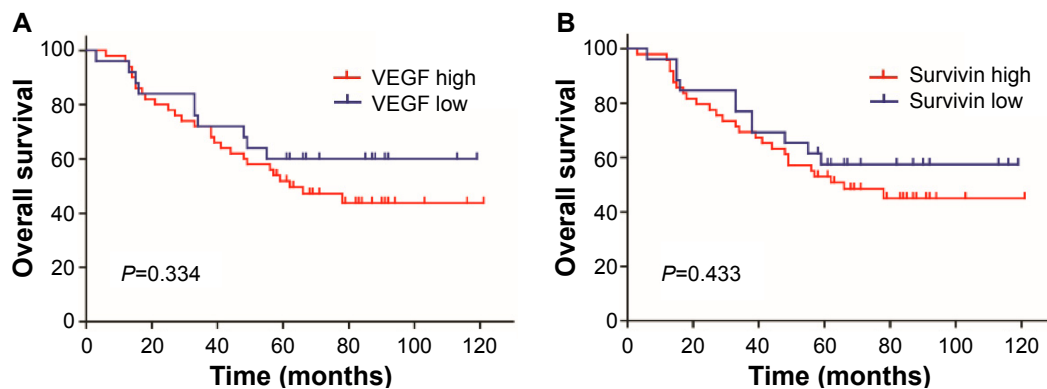 A
Overall survival
100
80
60
40
20
0
VEGF high
VEGF low
P=0.334
0 20 40 60 80 100 120
Time (months)
B
Overall survival
100
80
60
40
20
0
Survivin high
Survivin low
P=0.433
0 20 40 60 80 100 120
Time (months)